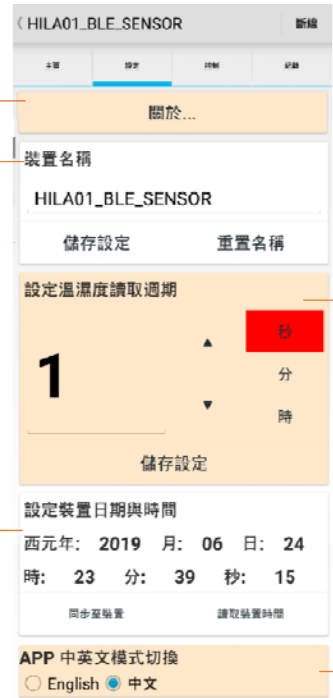 〈 HILA01_BLE_SENSOR 斷線
主頁 設定 控制 紀錄
關於...
裝置名稱
HILA01_BLE_SENSOR
儲存設定 重置名稱
設定溫濕度讀取週期
秒
1 分
時
儲存設定
設定裝置日期與時間
西元年: 2019 月: 06 日: 24
時: 23 分: 39 秒: 15
同步至裝置 讀取裝置時間
APP 中英文模式切換
English 中文